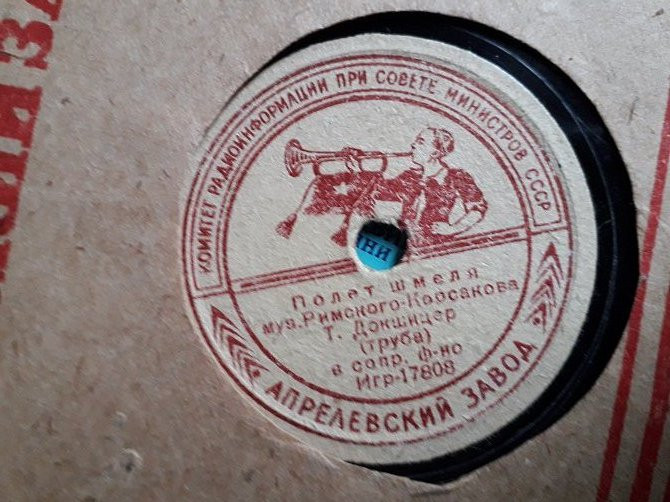 КОМИТЕТ РАДИОИНФОРМАЦИИ ПРИ СОВЕТЕ МИНИСТРОВ СССР
Полет шмеля
муз.Римского-Корсакова
Т. Докшицер
(труба)
в сопр. ф-но
Игр-17808
АПРЕЛЕВСКИЙ ЗАВОД